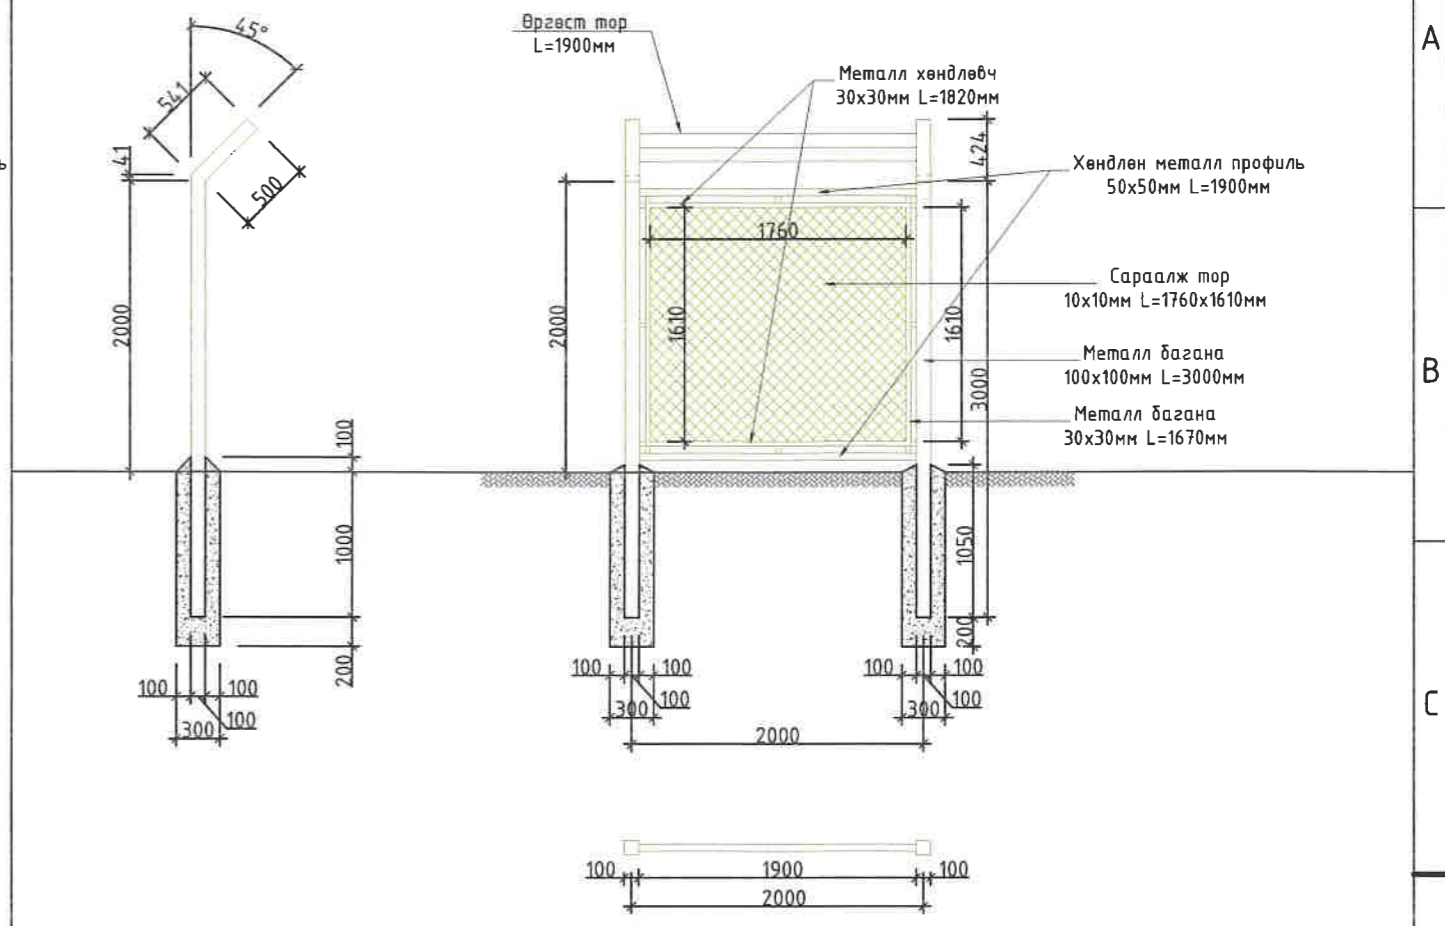 45°
541
41
500
2000
100
1000
200
100
100
100
300
Өргөст тор
L=1900мм
Металл хөндлөвч
30x30мм L=1820мм
424
Хөндлөн металл профиль
50x50мм L=1900мм
1760
Сараалж тор
10x10мм L=1760x1610мм
2000
1610
1610
Металл багана
100x100мм L=3000мм
3000
Металл багана
30x30мм L=1670мм
1050
200
100
100
100
300
100
100
100
300
2000
100
1900
100
2000
A
B
C